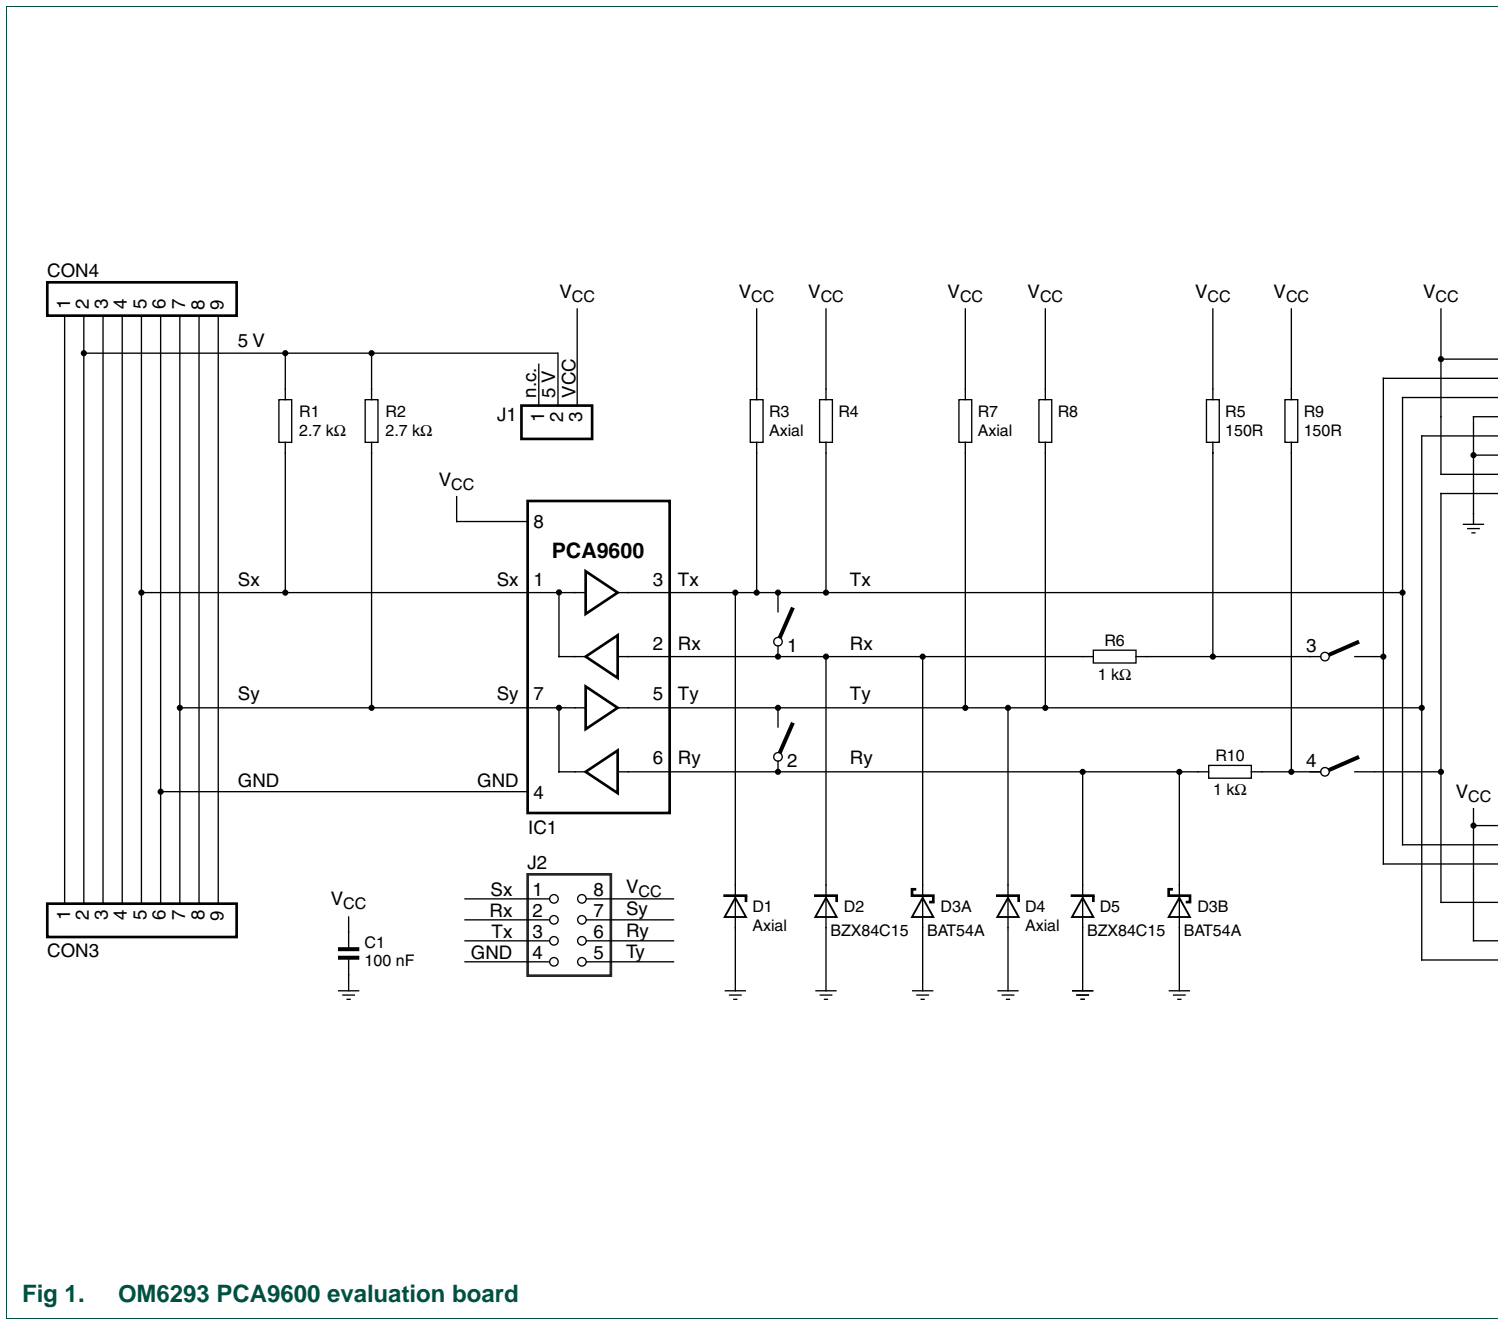 CON4
1 2 3 4 5 6 7 8 9
5 V
VCC
VCC VCC VCC VCC VCC VCC VCC
n.c.
5 V
VCC
J1
1 2 3
R1
2.7 kΩ
R2
2.7 kΩ
R3
Axial
R4
R7
Axial
R8
R5
150R
R9
150R
VCC
8
PCA9600
Sx Sx 1 3 Tx Tx
2 Rx 1 Rx
R6
1 kΩ
3
Sy Sy 7 5 Ty Ty
6 Ry 2 Ry
R10
1 kΩ
4
GND GND 4
IC1
VCC
J2
Sx 1 8 VCC
Rx 2 7 Sy
Tx 3 6 Ry
GND 4 5 Ty
1 2 3 4 5 6 7 8 9
CON3
VCC
C1
100 nF
D1
Axial
D2
BZX84C15
D3A
BAT54A
D4
Axial
D5
BZX84C15
D3B
BAT54A
Fig 1. OM6293 PCA9600 evaluation board